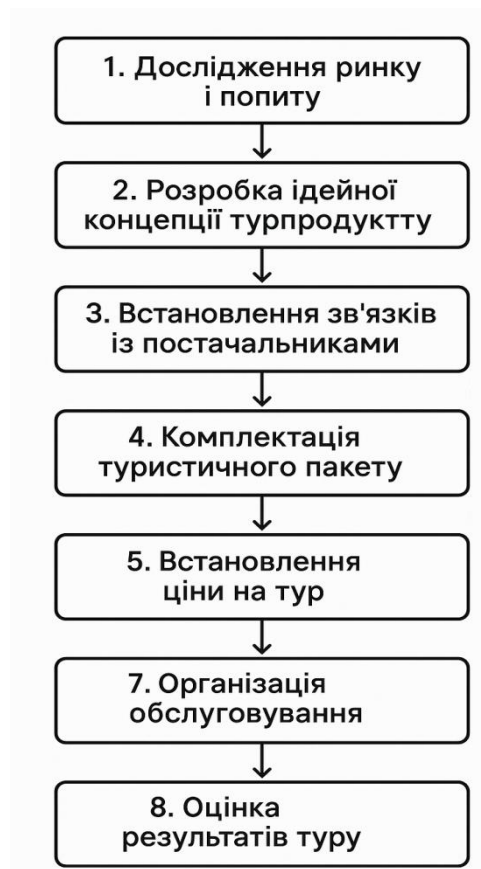 1. Дослідження ринку
і попиту
2. Розробка ідейної
концепції турпродуктту
3. Встановлення зв'язків
із постачальниками
4. Комплектація
туристичного пакету
5. Встановлення
ціни на тур
7. Організація
обслуговування
8. Оцінка
результатів туру